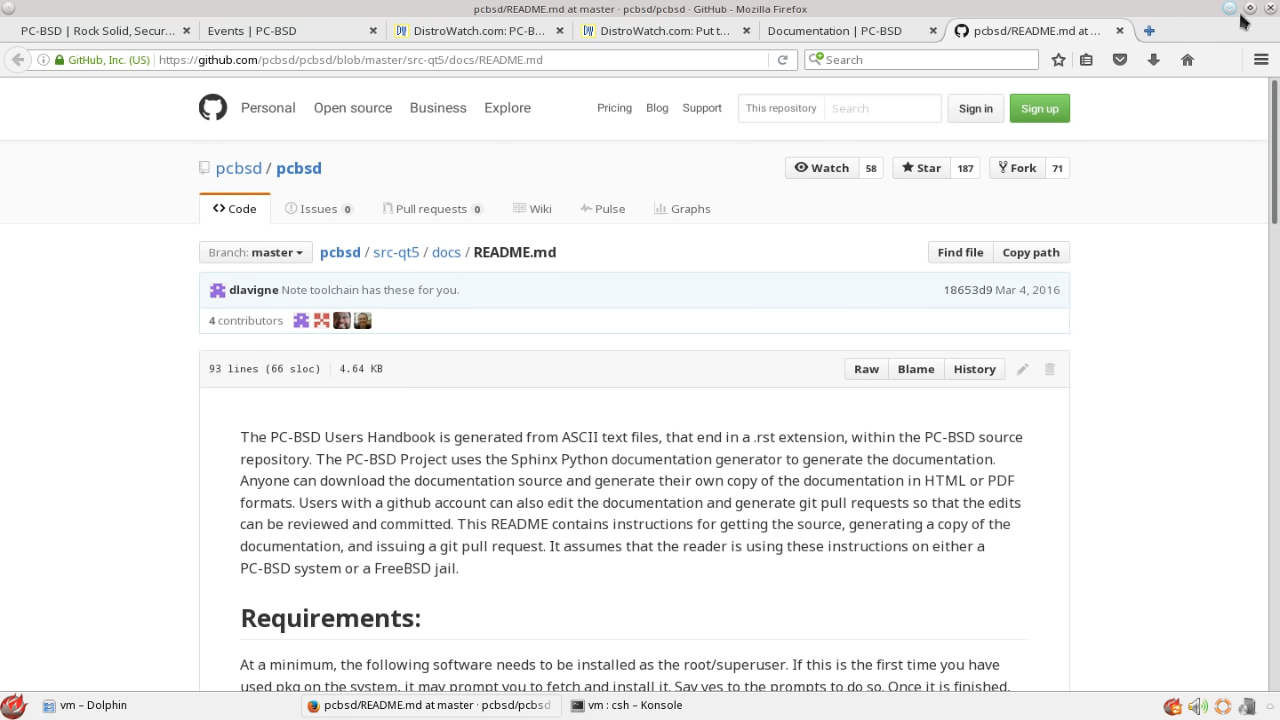 pcbsd/README.md at master · pcbsd/pcbsd · GitHub - Mozilla Firefox
PC-BSD | Rock Solid, Secur...
Events | PC-BSD
DistroWatch.com: PC-B...
DistroWatch.com: Put t...
Documentation | PC-BSD
pcbsd/README.md at ...
GitHub, Inc. (US)
https://github.com/pcbsd/pcbsd/blob/master/src-qt5/docs/README.md
Search
Personal Open source Business Explore
Pricing Blog Support
This repository Search
Sign in Sign up
pcbsd / pcbsd
Watch 58 Star 187 Fork 71
Code Issues 0 Pull requests 0 Wiki Pulse Graphs
Branch: master pcbsd / src-qt5 / docs / README.md
Find file Copy path
dlavigne Note toolchain has these for you.
18653d9 Mar 4, 2016
4 contributors
93 lines (66 sloc) 4.64 KB
Raw Blame History
The PC-BSD Users Handbook is generated from ASCII text files, that end in a .rst extension, within the PC-BSD source
repository. The PC-BSD Project uses the Sphinx Python documentation generator to generate the documentation.
Anyone can download the documentation source and generate their own copy of the documentation in HTML or PDF
formats. Users with a github account can also edit the documentation and generate git pull requests so that the edits
can be reviewed and committed. This README contains instructions for getting the source, generating a copy of the
documentation, and issuing a git pull request. It assumes that the reader is using these instructions on either a
PC-BSD system or a FreeBSD jail.
Requirements:
At a minimum, the following software needs to be installed as the root/superuser. If this is the first time you have
used pkg on the system, it may prompt you to fetch and install it. Say yes to the prompts to do so. Once it is finished,
vm – Dolphin
pcbsd/README.md at master · pcbsd/pcbsd
vm : csh – Konsole